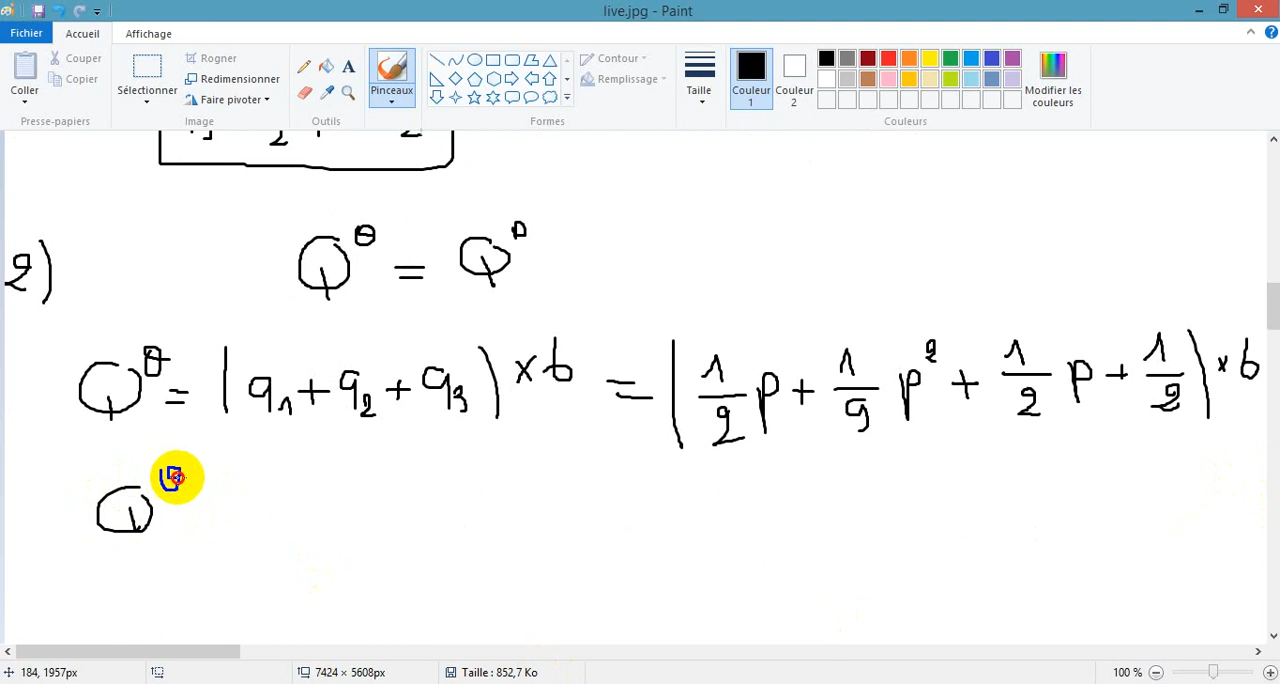 live.jpg - Paint
Fichier Accueil Affichage
Coller Couper Copier Presse-papiers
Sélectionner Rogner Redimensionner Faire pivoter Image
Outils
Pinceaux
Contour Remplissage Formes
Taille
Couleur 1 Couleur 2 Modifier les couleurs Couleurs
2) Q^θ = Q^D
Q^θ = (q1 + q2 + q3) × 6 = (1/2 p + 1/9 p² + 1/2 p + 1/2) × 6
Q
184, 1957px 7424 × 5608px Taille : 852,7 Ko 100 %